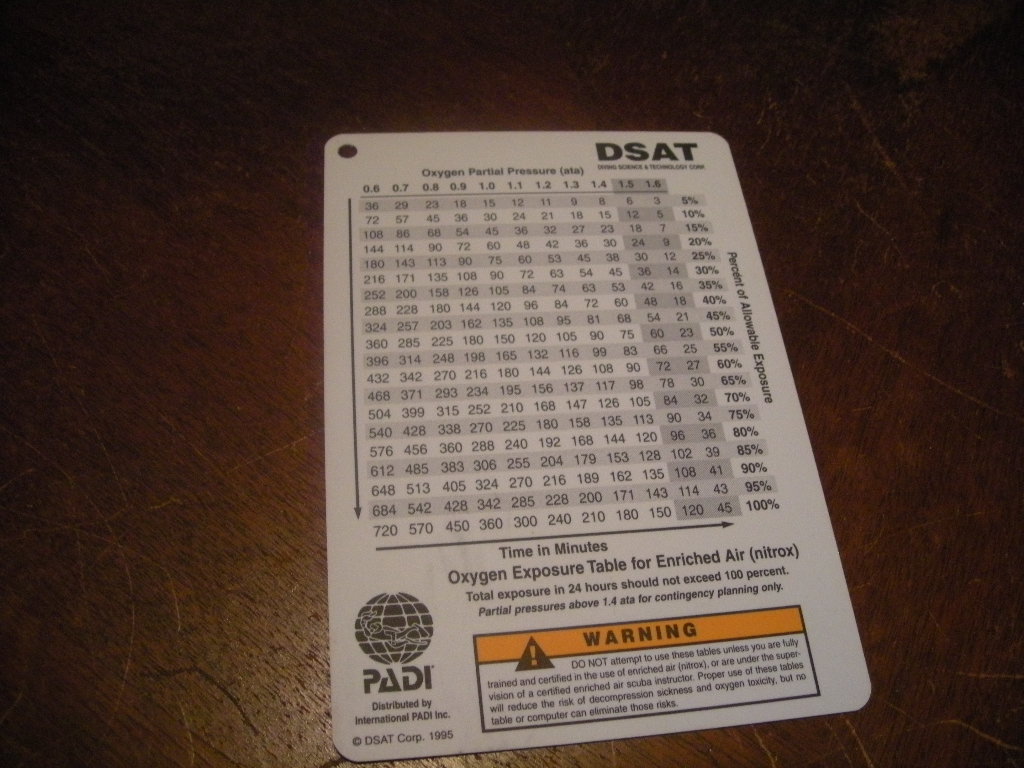 DSAT
DIVING SCIENCE & TECHNOLOGY CORP.
Oxygen Partial Pressure (ata)
0.6 0.7 0.8 0.9 1.0 1.1 1.2 1.3 1.4 1.5 1.6
36 29 23 18 15 12 11 9 8 6 3 5%
72 57 45 36 30 24 21 18 15 12 5 10%
108 86 68 54 45 36 32 27 23 18 7 15%
144 114 90 72 60 48 42 36 30 24 9 20%
180 143 113 90 75 60 53 45 38 30 12 25%
216 171 135 108 90 72 63 54 45 36 14 30%
252 200 158 126 105 84 74 63 53 42 16 35%
288 228 180 144 120 96 84 72 60 48 18 40%
324 257 203 162 135 108 95 81 68 54 21 45%
360 285 225 180 150 120 105 90 75 60 23 50%
396 314 248 198 165 132 116 99 83 66 25 55%
432 342 270 216 180 144 126 108 90 72 27 60%
468 371 293 234 195 156 137 117 98 78 30 65%
504 399 315 252 210 168 147 126 105 84 32 70%
540 428 338 270 225 180 158 135 113 90 34 75%
576 456 360 288 240 192 168 144 120 96 36 80%
612 485 383 306 255 204 179 153 128 102 39 85%
648 513 405 324 270 216 189 162 135 108 41 90%
684 542 428 342 285 228 200 171 143 114 43 95%
720 570 450 360 300 240 210 180 150 120 45 100%
Percent of Allowable Exposure
Time in Minutes
Oxygen Exposure Table for Enriched Air (nitrox)
Total exposure in 24 hours should not exceed 100 percent.
Partial pressures above 1.4 ata for contingency planning only.
WARNING
DO NOT attempt to use these tables unless you are fully
trained and certified in the use of enriched air (nitrox), or are under the super-
vision of a certified enriched air scuba instructor. Proper use of these tables
will reduce the risk of decompression sickness and oxygen toxicity, but no
table or computer can eliminate those risks.
PADI
Distributed by
International PADI Inc.
© DSAT Corp. 1995